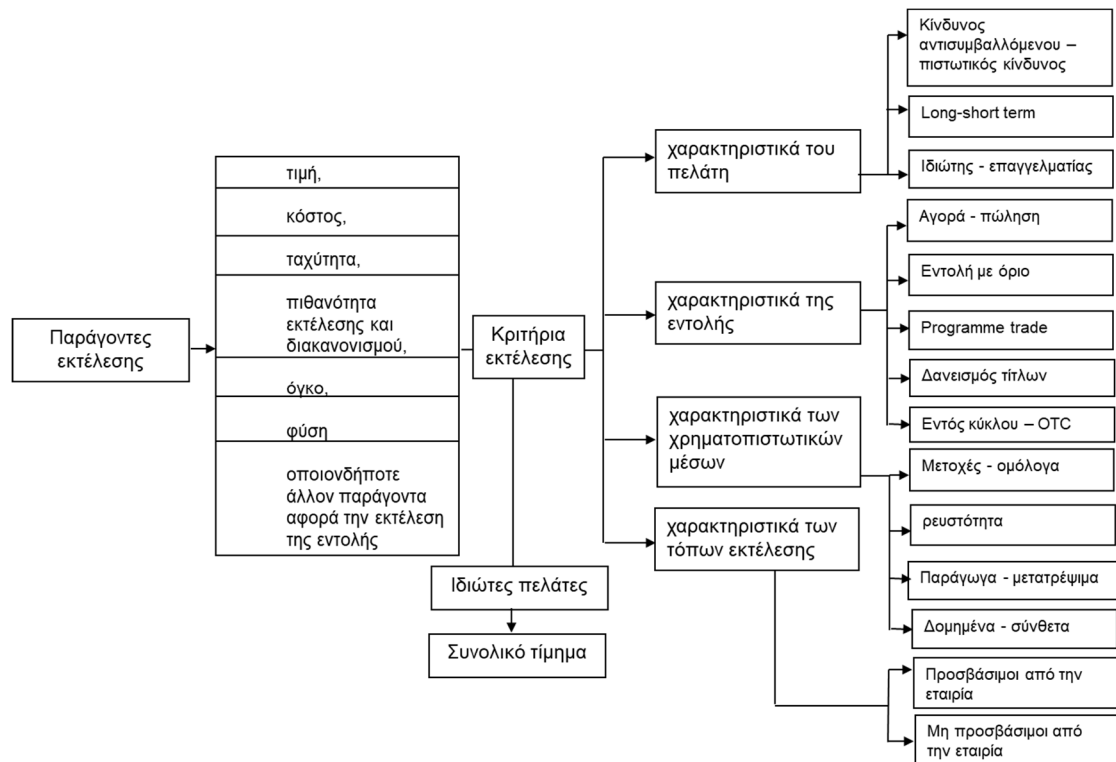 Παράγοντες
εκτέλεσης
τιμή,
κόστος,
ταχύτητα,
πιθανότητα
εκτέλεσης και
διακανονισμού,
όγκο,
φύση
οποιονδήποτε
άλλον παράγοντα
αφορά την εκτέλεση
της εντολής
Κριτήρια
εκτέλεσης
Ιδιώτες πελάτες
Συνολικό τίμημα
χαρακτηριστικά του
πελάτη
Κίνδυνος
αντισυμβαλλόμενου –
πιστωτικός κίνδυνος
Long-short term
Ιδιώτης - επαγγελματίας
χαρακτηριστικά της
εντολής
Αγορά - πώληση
Εντολή με όριο
Programme trade
Δανεισμός τίτλων
Εντός κύκλου – OTC
χαρακτηριστικά των
χρηματοπιστωτικών
μέσων
Μετοχές - ομόλογα
ρευστότητα
Παράγωγα - μετατρέψιμα
Δομημένα - σύνθετα
χαρακτηριστικά των
τόπων εκτέλεσης
Προσβάσιμοι από την
εταιρία
Μη προσβάσιμοι από
την εταιρία